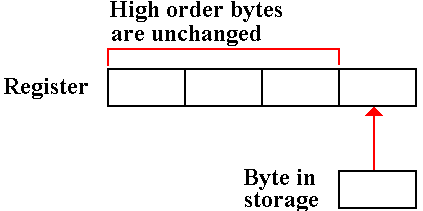 High order bytes
are unchanged
Register
Byte in
storage